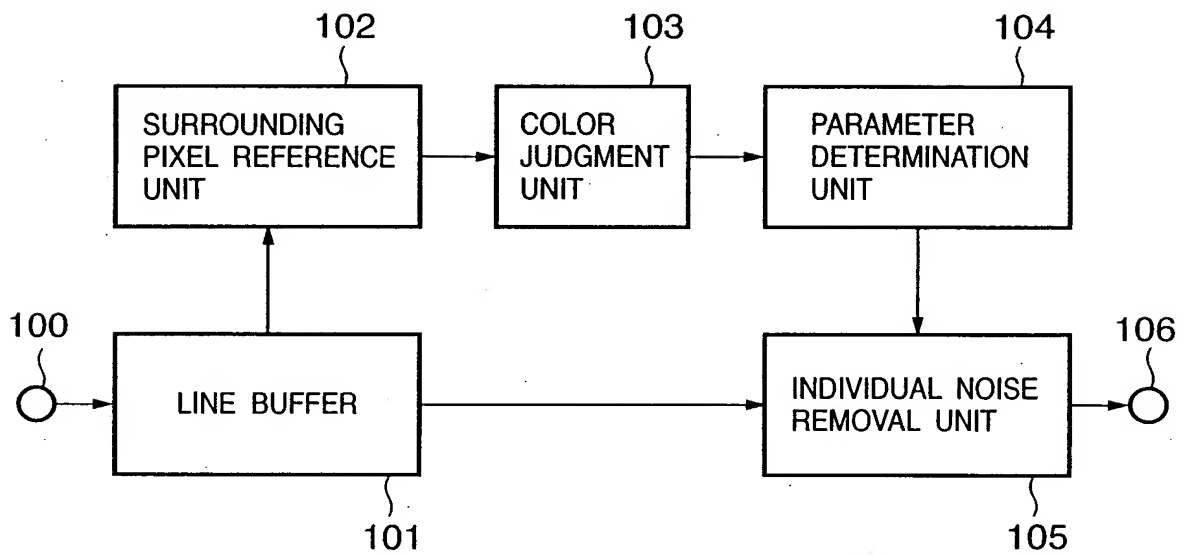 102
103
104
SURROUNDING
PIXEL REFERENCE
UNIT
COLOR
JUDGMENT
UNIT
PARAMETER
DETERMINATION
UNIT
100
106
LINE BUFFER
INDIVIDUAL NOISE
REMOVAL UNIT
101
105